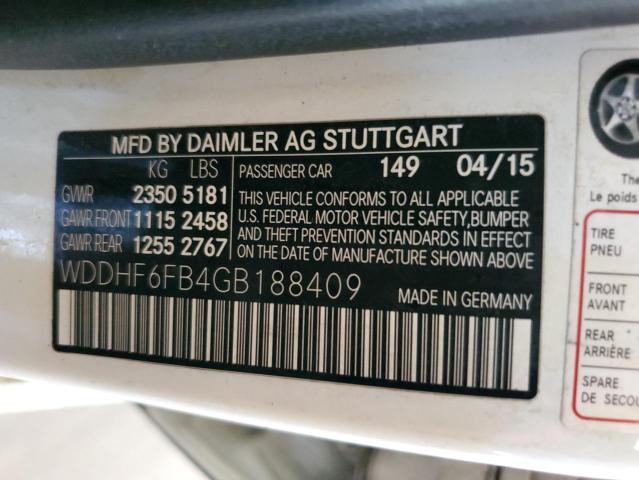 MFD BY DAIMLER AG STUTTGART
KG LBS
GVWR 2350 5181
GAWR FRONT 1115 2458
GAWR REAR 1255 2767
PASSENGER CAR 149 04/15
THIS VEHICLE CONFORMS TO ALL APPLICABLE
U.S. FEDERAL MOTOR VEHICLE SAFETY, BUMPER
AND THEFT PREVENTION STANDARDS IN EFFECT
ON THE DATE OF MANUFACTURE SHOWN ABOVE.
WDDHF6FB4GB188409
MADE IN GERMANY
The
Le poids
TIRE
PNEU
FRONT
AVANT
REAR
ARRIÈRE
SPARE
DE SECOU